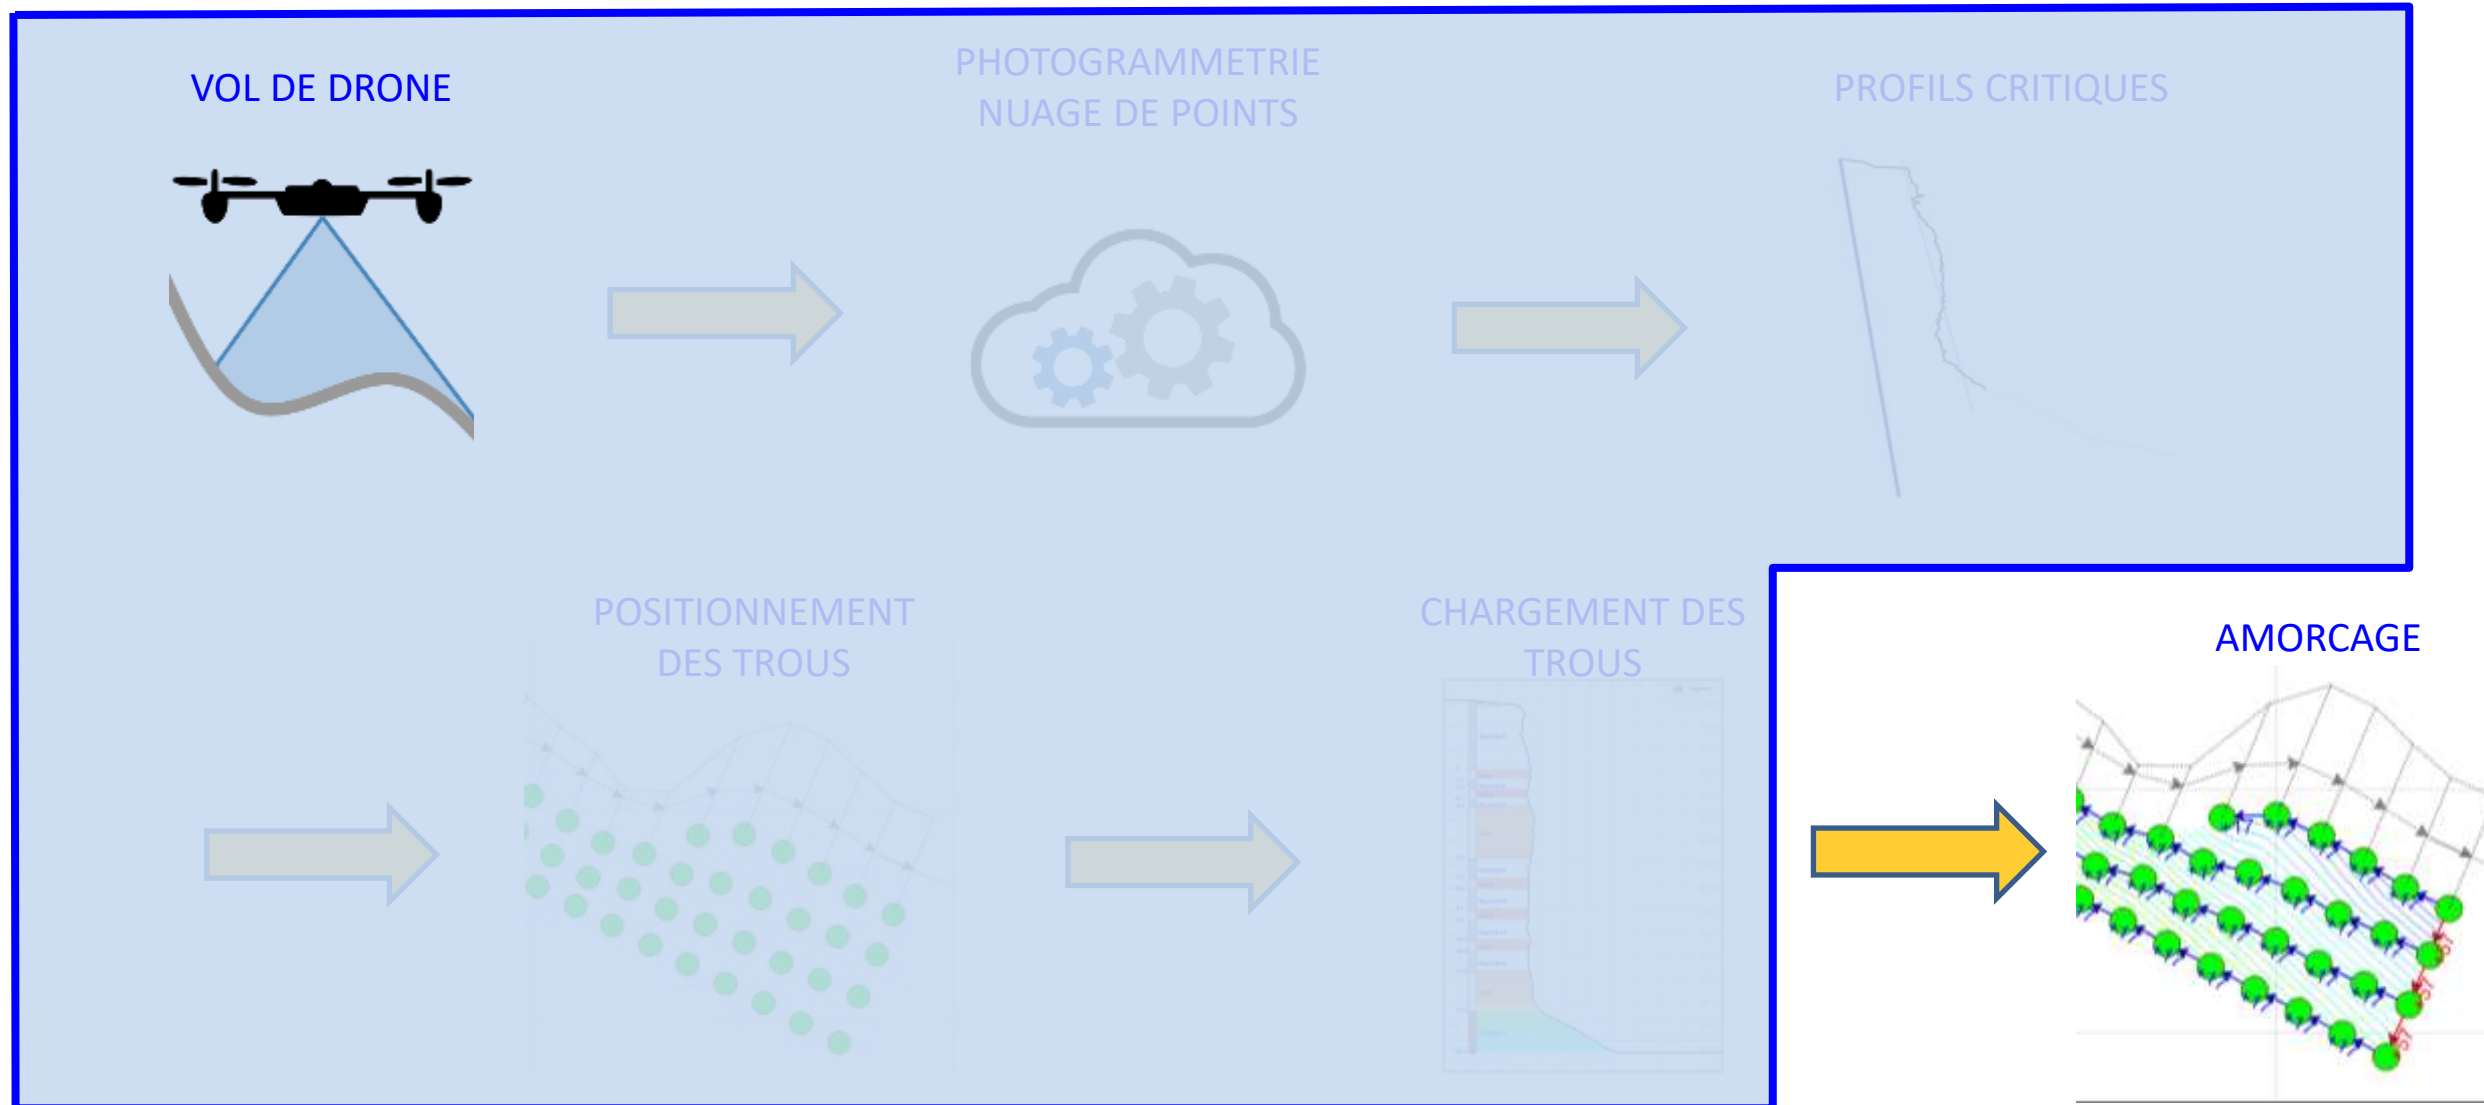 VOL DE DRONE
PHOTOGRAMMETRIE
NUAGE DE POINTS
PROFILS CRITIQUES
POSITIONNEMENT
DES TROUS
CHARGEMENT DES
TROUS
AMORCAGE